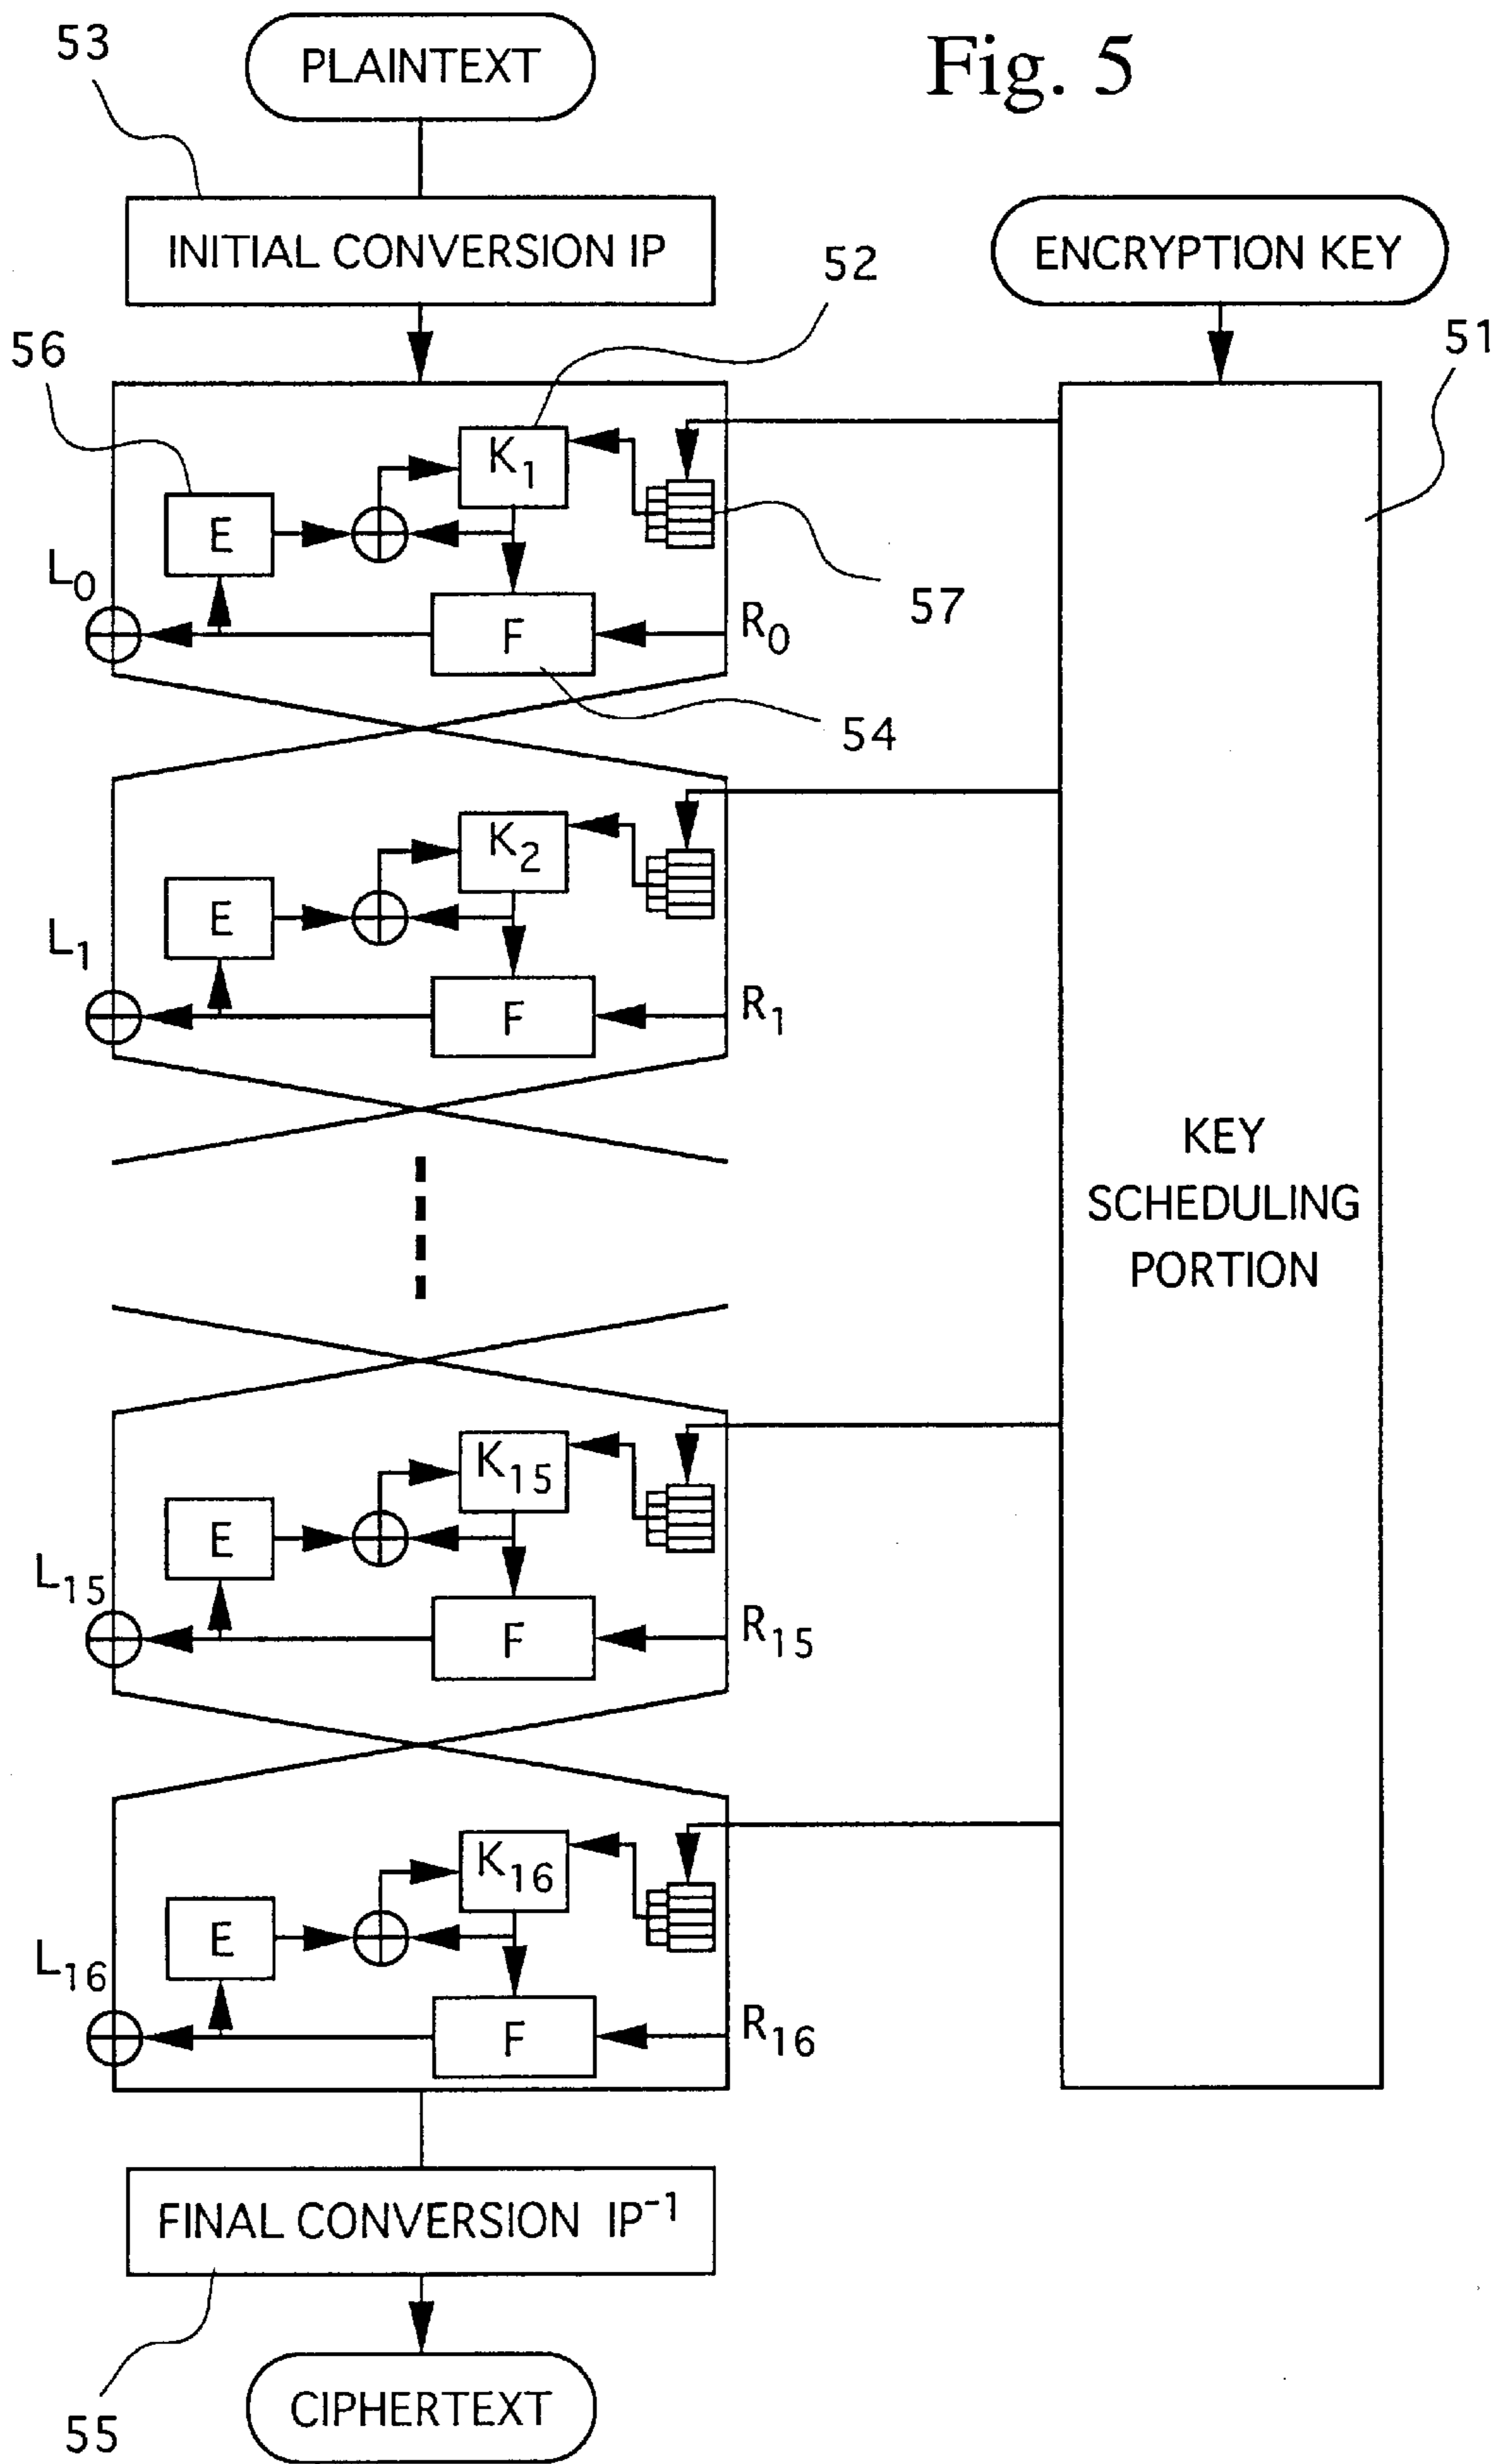 Fig. 5
53
PLAINTEXT
INITIAL CONVERSION IP
ENCRYPTION KEY
52
51
56
K1
E
57
L0
F
R0
54
K2
E
L1
F
R1
KEY
SCHEDULING
PORTION
K15
E
L15
F
R15
K16
E
L16
F
R16
FINAL CONVERSION IP⁻¹
55
CIPHERTEXT